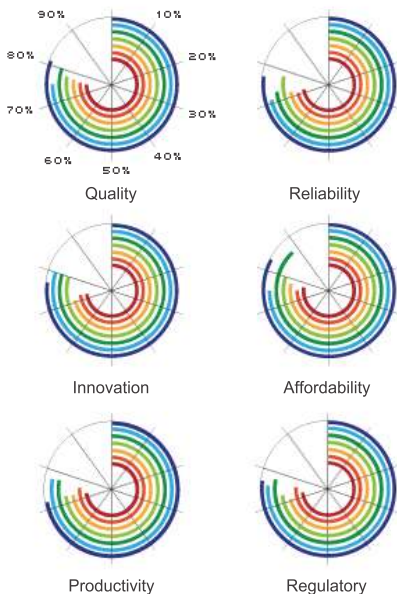 90% 10%
80% 20%
70% 30%
60% 40%
50%
Quality Reliability
Innovation Affordability
Productivity Regulatory